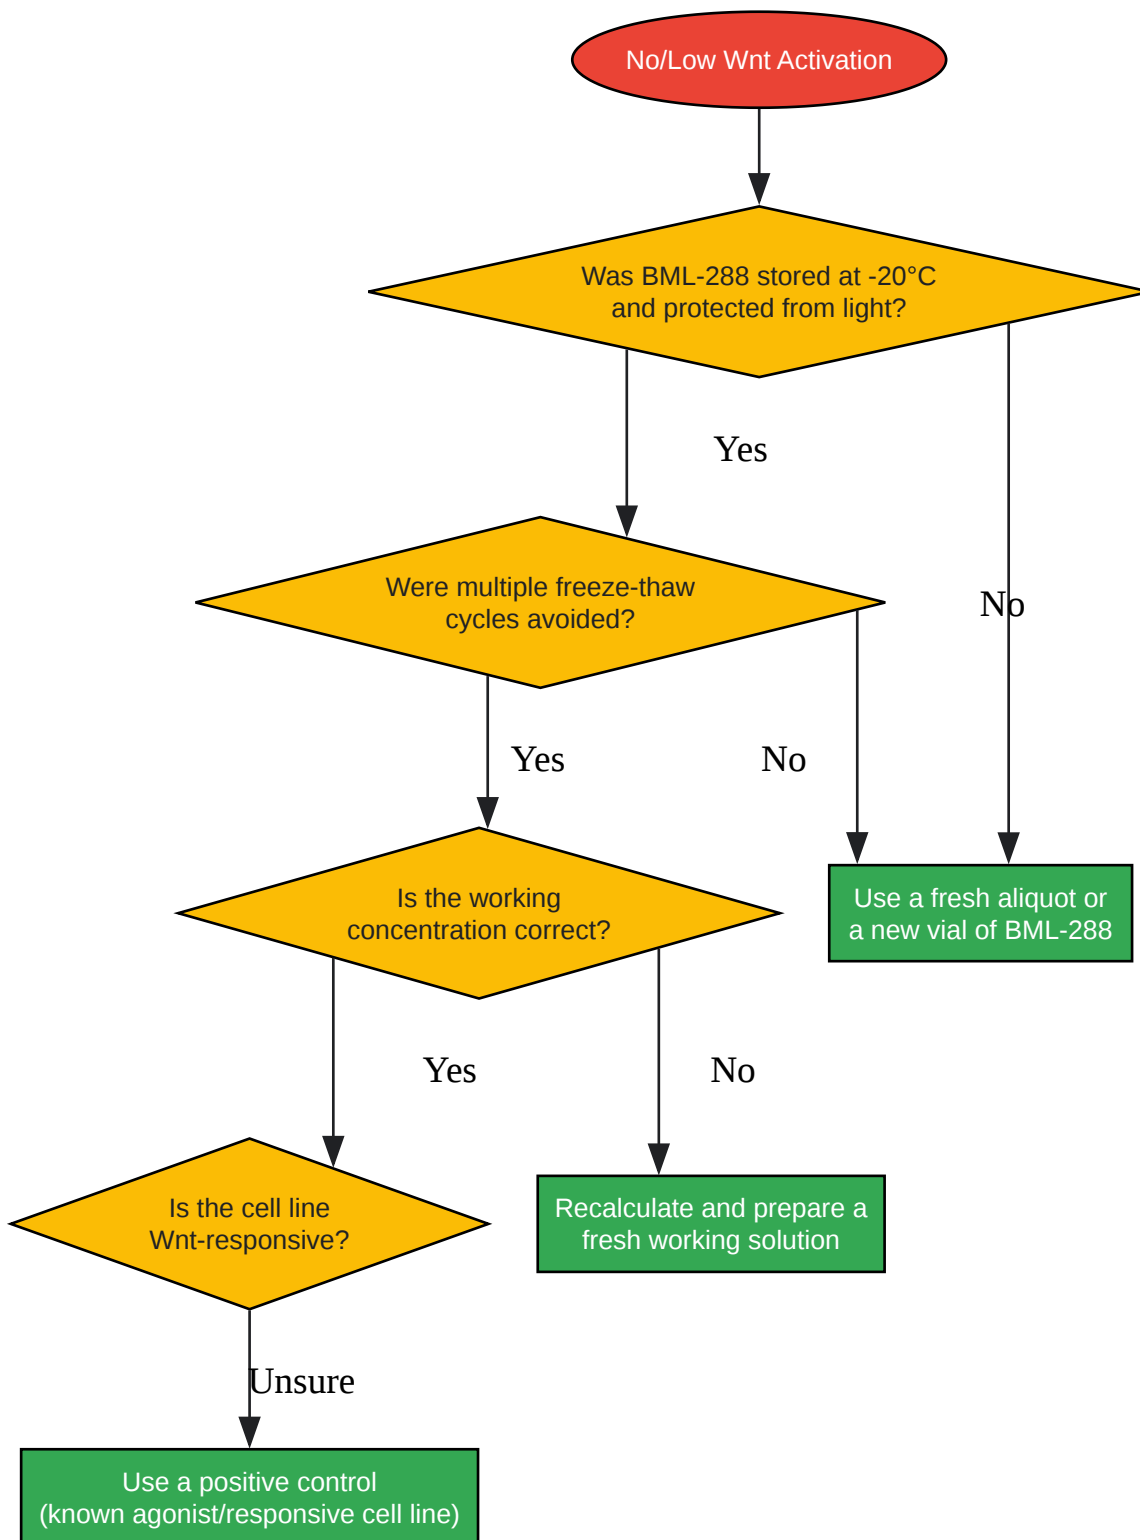 No/Low Wnt Activation
Was BML-288 stored at -20°C
and protected from light?
Yes
No
Were multiple freeze-thaw
cycles avoided?
Yes
No
Is the working
concentration correct?
Use a fresh aliquot or
a new vial of BML-288
Yes
No
Is the cell line
Wnt-responsive?
Recalculate and prepare a
fresh working solution
Unsure
Use a positive control
(known agonist/responsive cell line)